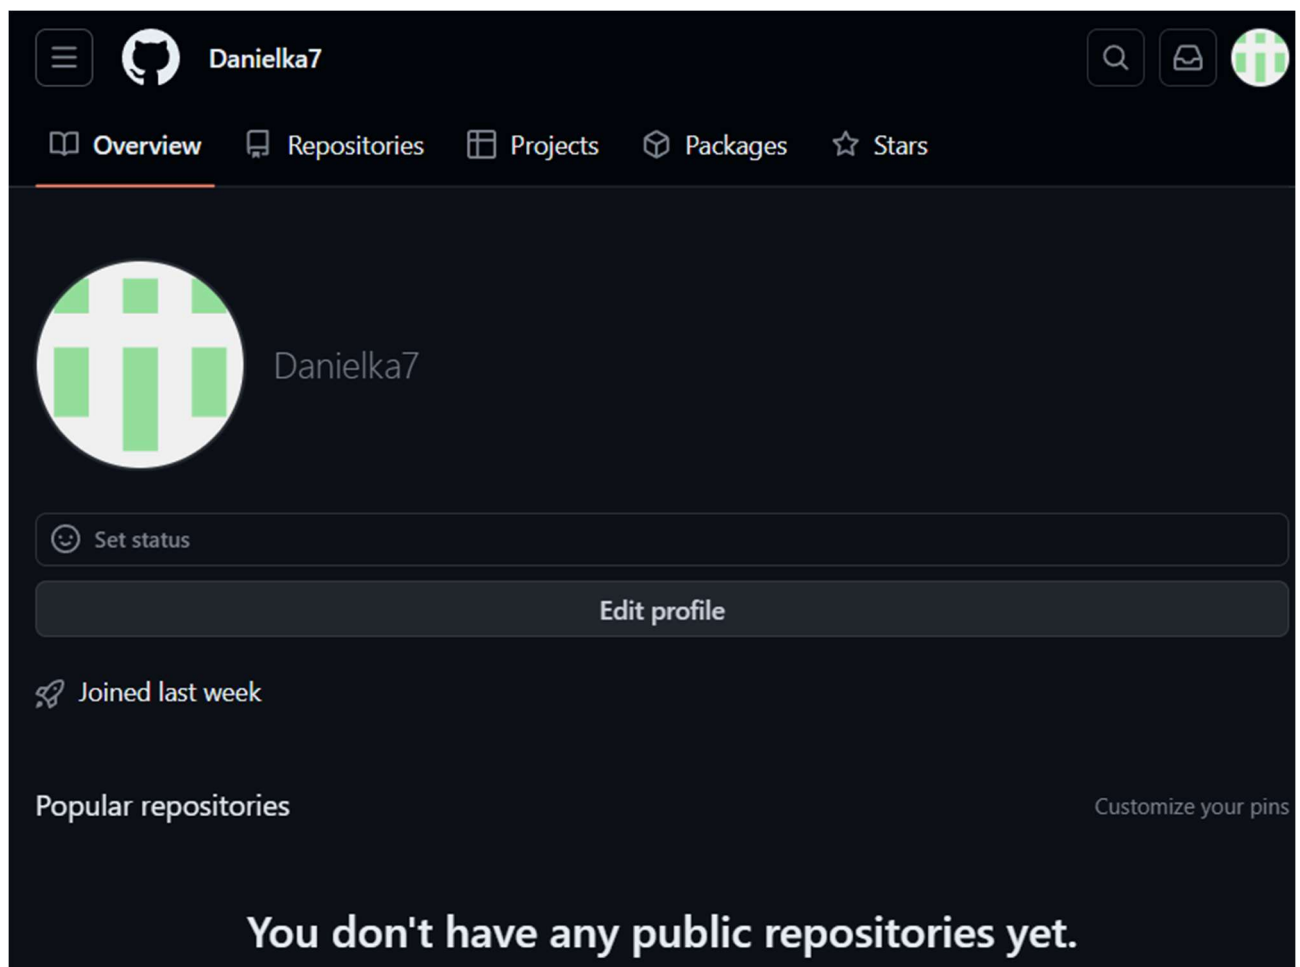 Danielka7
Overview Repositories Projects Packages Stars
Danielka7
Set status
Edit profile
Joined last week
Popular repositories Customize your pins
You don't have any public repositories yet.